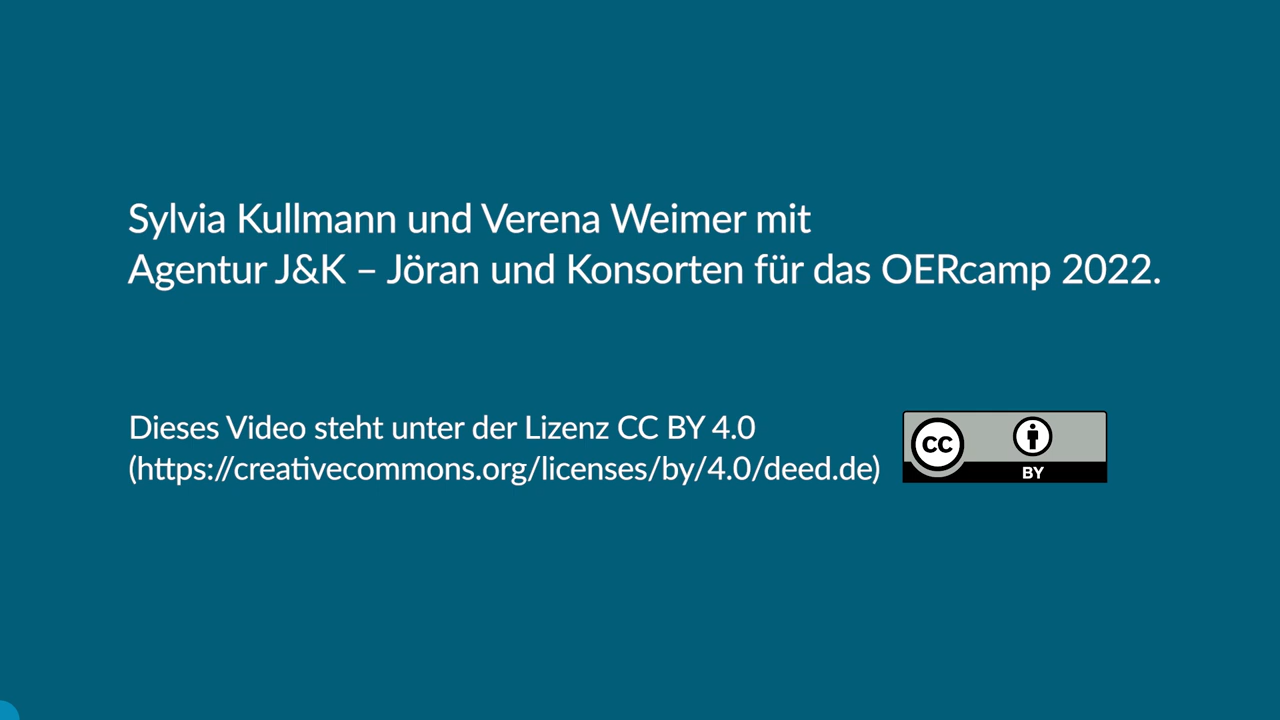 Sylvia Kullmann und Verena Weimer mit
Agentur J&K – Jöran und Konsorten für das OERcamp 2022.
Dieses Video steht unter der Lizenz CC BY 4.0
(https://creativecommons.org/licenses/by/4.0/deed.de)
CC
BY